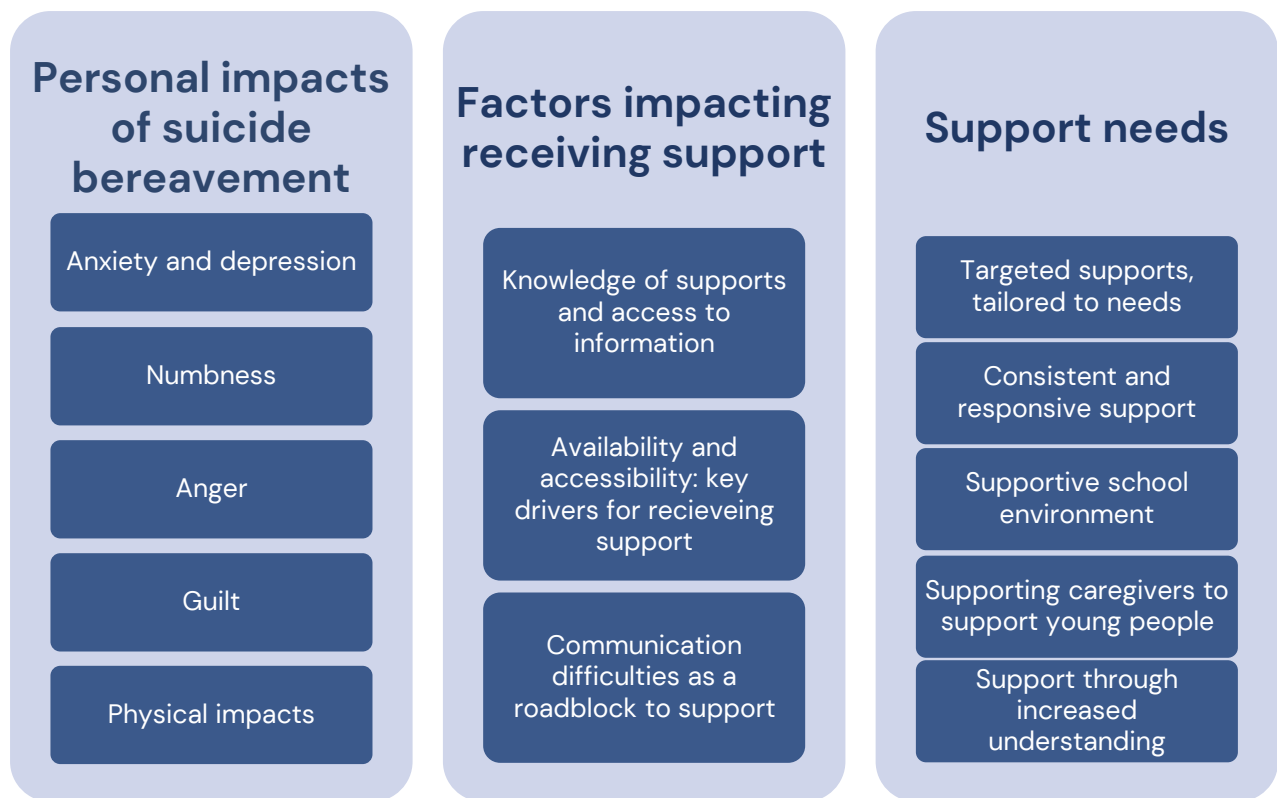 Personal impacts
of suicide
bereavement
Anxiety and depression
Numbness
Anger
Guilt
Physical impacts
Factors impacting
receiving support
Knowledge of supports
and access to
information
Availability and
accessibility: key
drivers for recieveing
support
Communication
difficulties as a
roadblock to support
Support needs
Targeted supports,
tailored to needs
Consistent and
responsive support
Supportive school
environment
Supporting caregivers to
support young people
Support through
increased
understanding